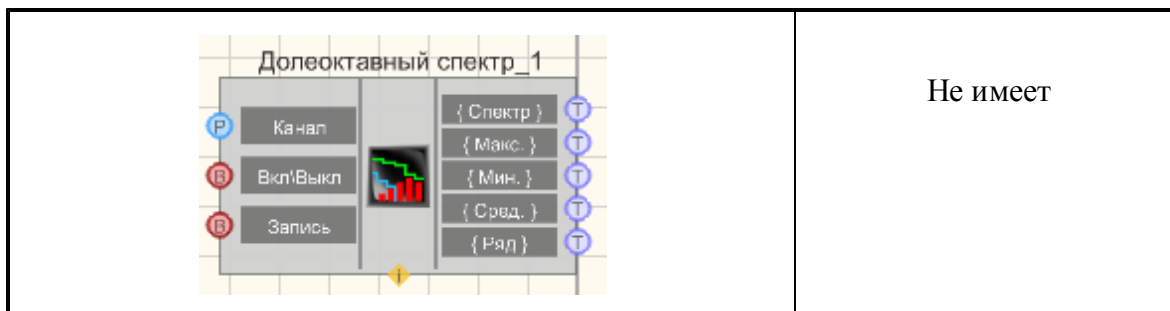 Долеоктавный спектр_1
Не имеет
P Канал { Спектр } T
{ Макс. } T
B Вкл\Выкл { Мин. } T
{ Сред. } T
B Запись { Ряд } T
i